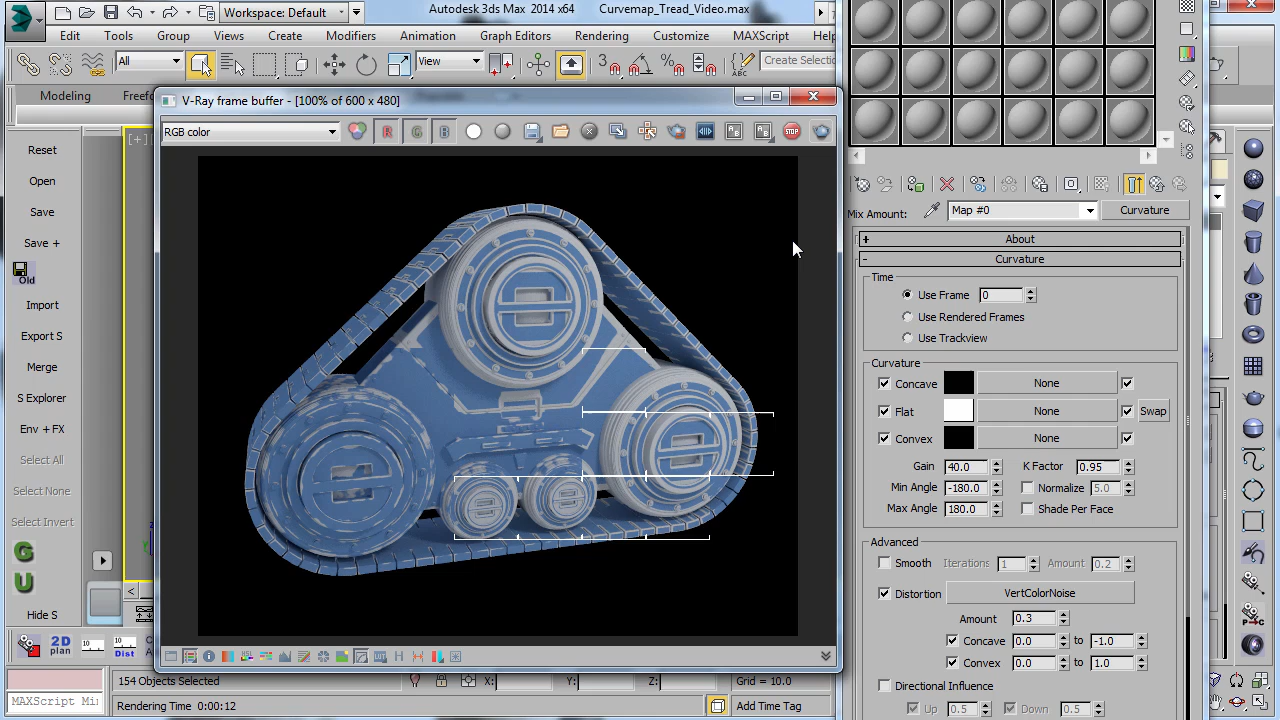 Workspace: Default
Autodesk 3ds Max 2014 x64
Curvemap_Tread_Video.max
Edit
Tools
Group
Views
Create
Modifiers
Animation
Graph Editors
Rendering
Customize
MAXScript
All
View
Create Selectio
Modeling
Freef
V-Ray frame buffer - [100% of 600 x 480]
RGB color
R
G
B
STOP
Reset
Open
Save
Save +
Old
Import
Export S
Merge
S Explorer
Env + FX
Select All
Select None
Select Invert
G
U
Hide S
Mix Amount:
Map #0
Curvature
+ About
- Curvature
Time
Use Frame 0
Use Rendered Frames
Use Trackview
Curvature
Concave None
Flat None Swap
Convex None
Gain 40.0 K Factor 0.95
Min Angle -180.0 Normalize 5.0
Max Angle 180.0 Shade Per Face
Advanced
Smooth Iterations 1 Amount 0.2
Distortion VertColorNoise
Amount 0.3
Concave 0.0 to -1.0
Convex 0.0 to 1.0
Directional Influence
Up 0.5 Down 0.5
2D plan
10
10 Dist
154 Objects Selected
X:
Y:
Z:
Grid = 10.0
MAXScript Mi
Rendering Time 0:00:12
Add Time Tag